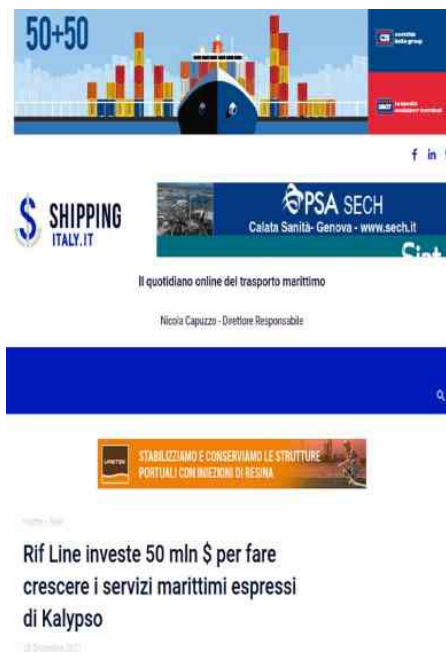 50+50
f in
SHIPPING
ITALY.IT
PSA SECH
Calata Sanità- Genova - www.sech.it
Il quotidiano online del trasporto marittimo
Nicola Capuzzo - Direttore Responsabile
STABILIZZIAMO E CONSERVIAMO LE STRUTTURE
PORTUALI CON INIEZIONI DI RESINA
Rif Line investe 50 mln $ per fare
crescere i servizi marittimi espressi
di Kalypso